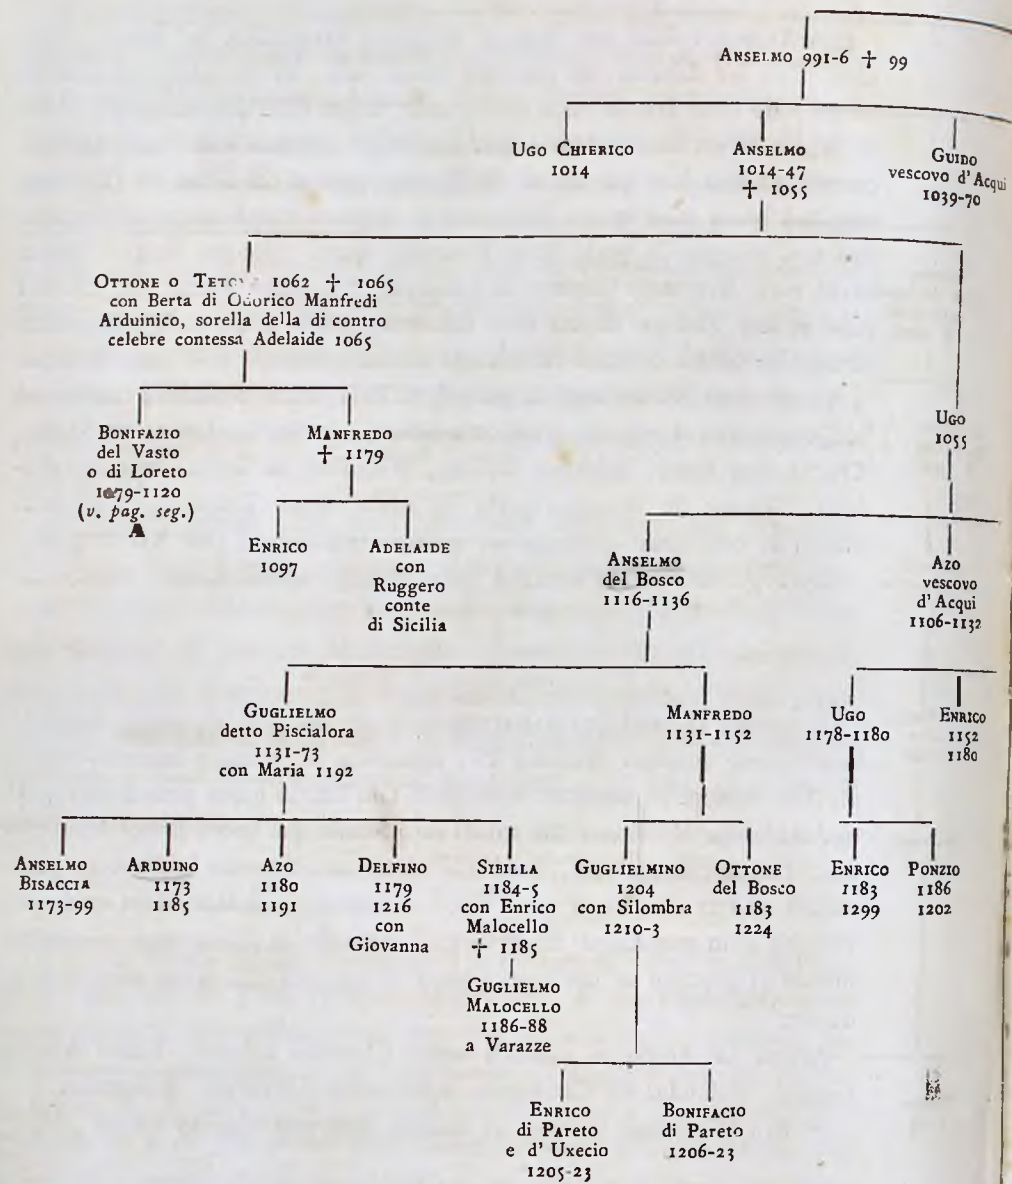 ANSELMO 991-6 † 99
UGO CHIERICO
1014
ANSELMO
1014-47
† 1055
GUIDO
vescovo d'Acqui
1039-70
OTTONE O 1062 † 1065
con Berta di Odorico Manfredi
Arduinico, sorella della di contro
celebre contessa Adelaide 1065
UGO
1055
BONIFAZIO
del Vasto
o di Loreto
1079-1120
(v. pag. seg.)
A
MANFREDO
† 1179
ENRICO
1097
ADELAIDE
con
Ruggero
conte
di Sicilia
ANSELMO
del Bosco
1116-1136
AZO
vescovo
d'Acqui
1106-1132
GUGLIELMO
detto Piscialora
1131-73
con Maria 1192
MANFREDO
1131-1152
UGO
1178-1180
ENRICO
1152
1180
ANSELMO
BISACCIA
1173-99
ARDUINO
1173
1185
AZO
1180
1191
DELFINO
1179
1216
con
Giovanna
SIBILLA
1184-5
con Enrico
Malocello
† 1185
GUGLIELMINO
1204
con Silombra
1210-3
OTTONE
del Bosco
1183
1224
ENRICO
1183
1299
PONZIO
1186
1202
GUGLIELMO
MALOCELLO
1186-88
a Varazze
ENRICO
di Pareto
e d' Uxecio
1205-23
BONIFACIO
di Pareto
1206-23